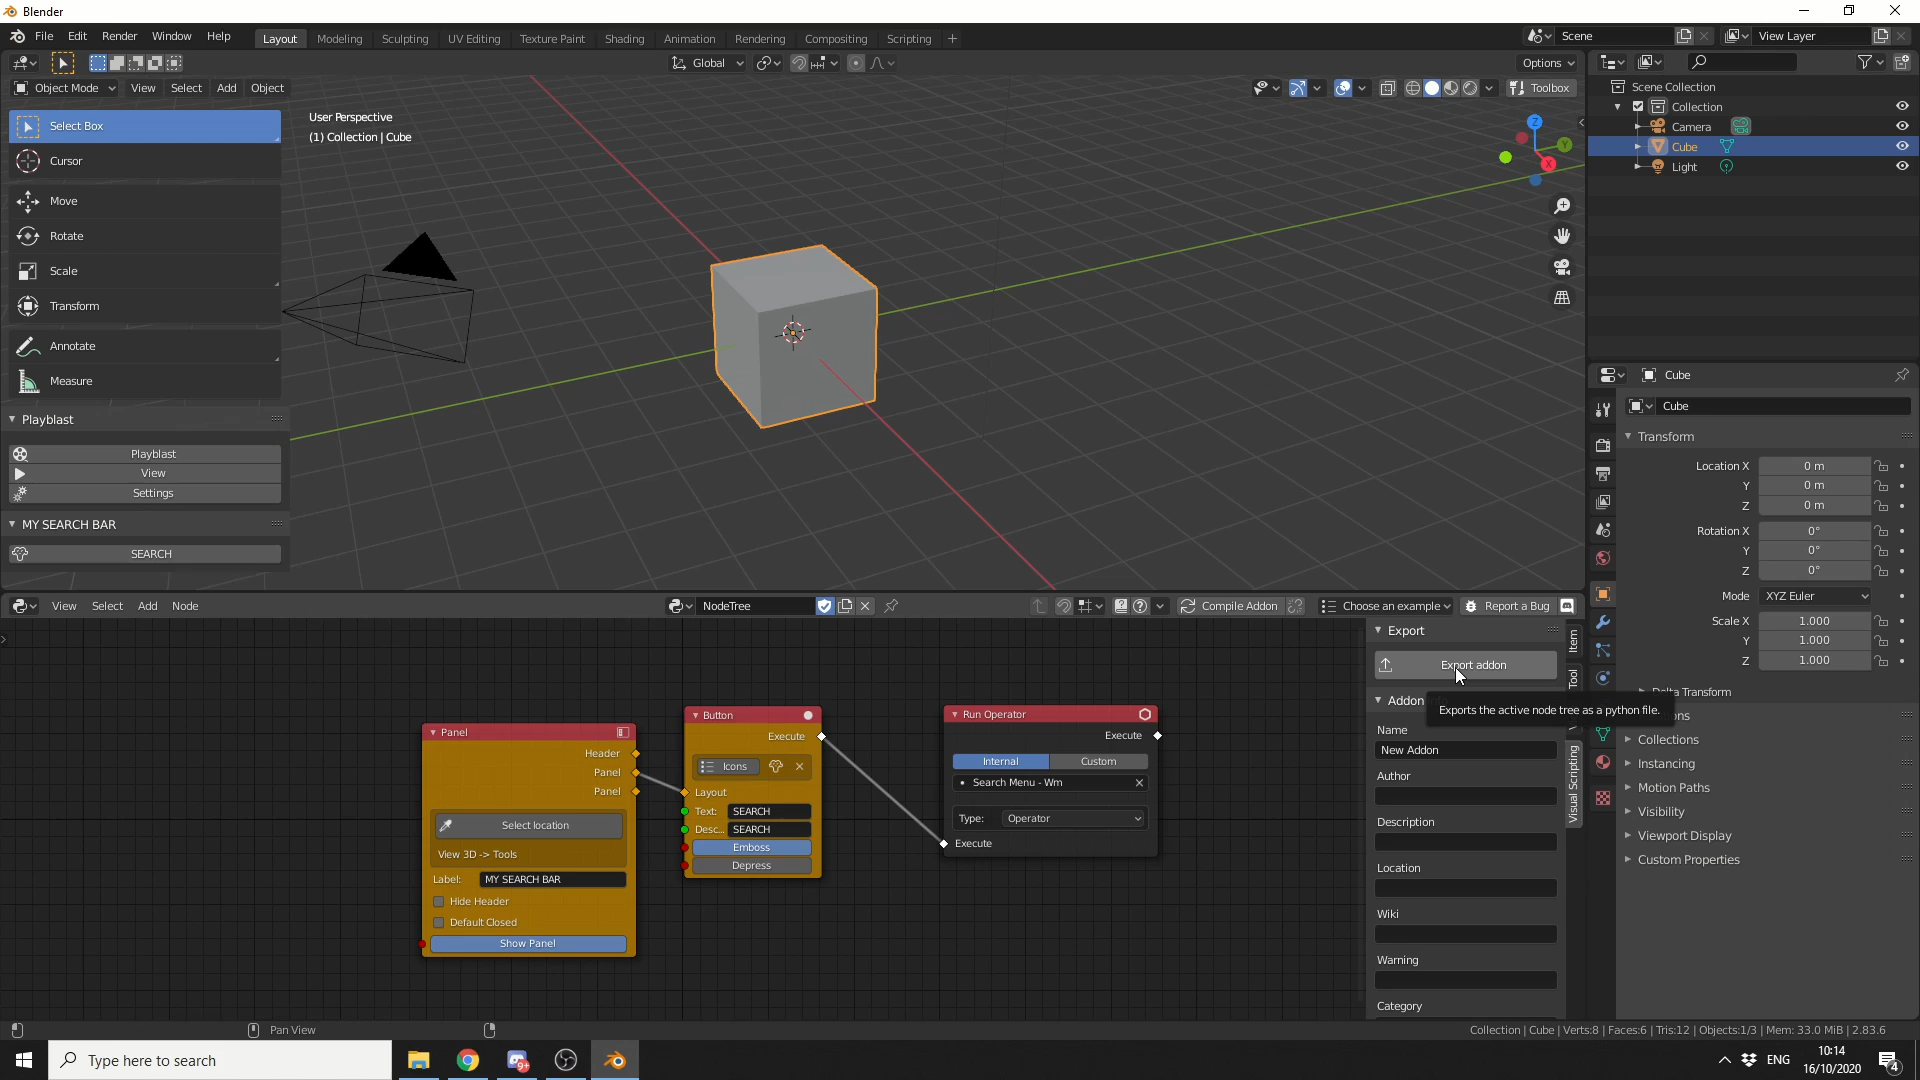 Blender
File Edit Render Window Help
Layout Modeling Sculpting UV Editing Texture Paint Shading Animation Rendering Compositing Scripting +
Scene
View Layer
Global
Options
Object Mode View Select Add Object
Toolbox
Select Box
Cursor
Move
Rotate
Scale
Transform
Annotate
Measure
Playblast
Playblast
View
Settings
MY SEARCH BAR
SEARCH
User Perspective
(1) Collection | Cube
Z
Y
X
Scene Collection
Collection
Camera
Cube
Light
Cube
Cube
Transform
Location X 0 m
Y 0 m
Z 0 m
Rotation X 0°
Y 0°
Z 0°
Mode XYZ Euler
Scale X 1.000
Y 1.000
Z 1.000
Delta Transform
ons
Collections
Instancing
Motion Paths
Visibility
Viewport Display
Custom Properties
View Select Add Node
NodeTree
Compile Addon
Choose an example
Report a Bug
Panel
Header
Panel
Panel
Select location
View 3D -> Tools
Label: MY SEARCH BAR
Hide Header
Default Closed
Show Panel
Button
Execute
Icons
Layout
Text: SEARCH
Desc... SEARCH
Emboss
Depress
Run Operator
Execute
Internal Custom
Search Menu - Wm
Type: Operator
Execute
Export
Export addon
Exports the active node tree as a python file.
Addon
Name
New Addon
Author
Description
Location
Wiki
Warning
Category
Item
Tool
Visual Scripting
Pan View
Collection | Cube | Verts:8 | Faces:6 | Tris:12 | Objects:1/3 | Mem: 33.0 MiB | 2.83.6
Type here to search
9+
ENG
10:14
16/10/2020
4